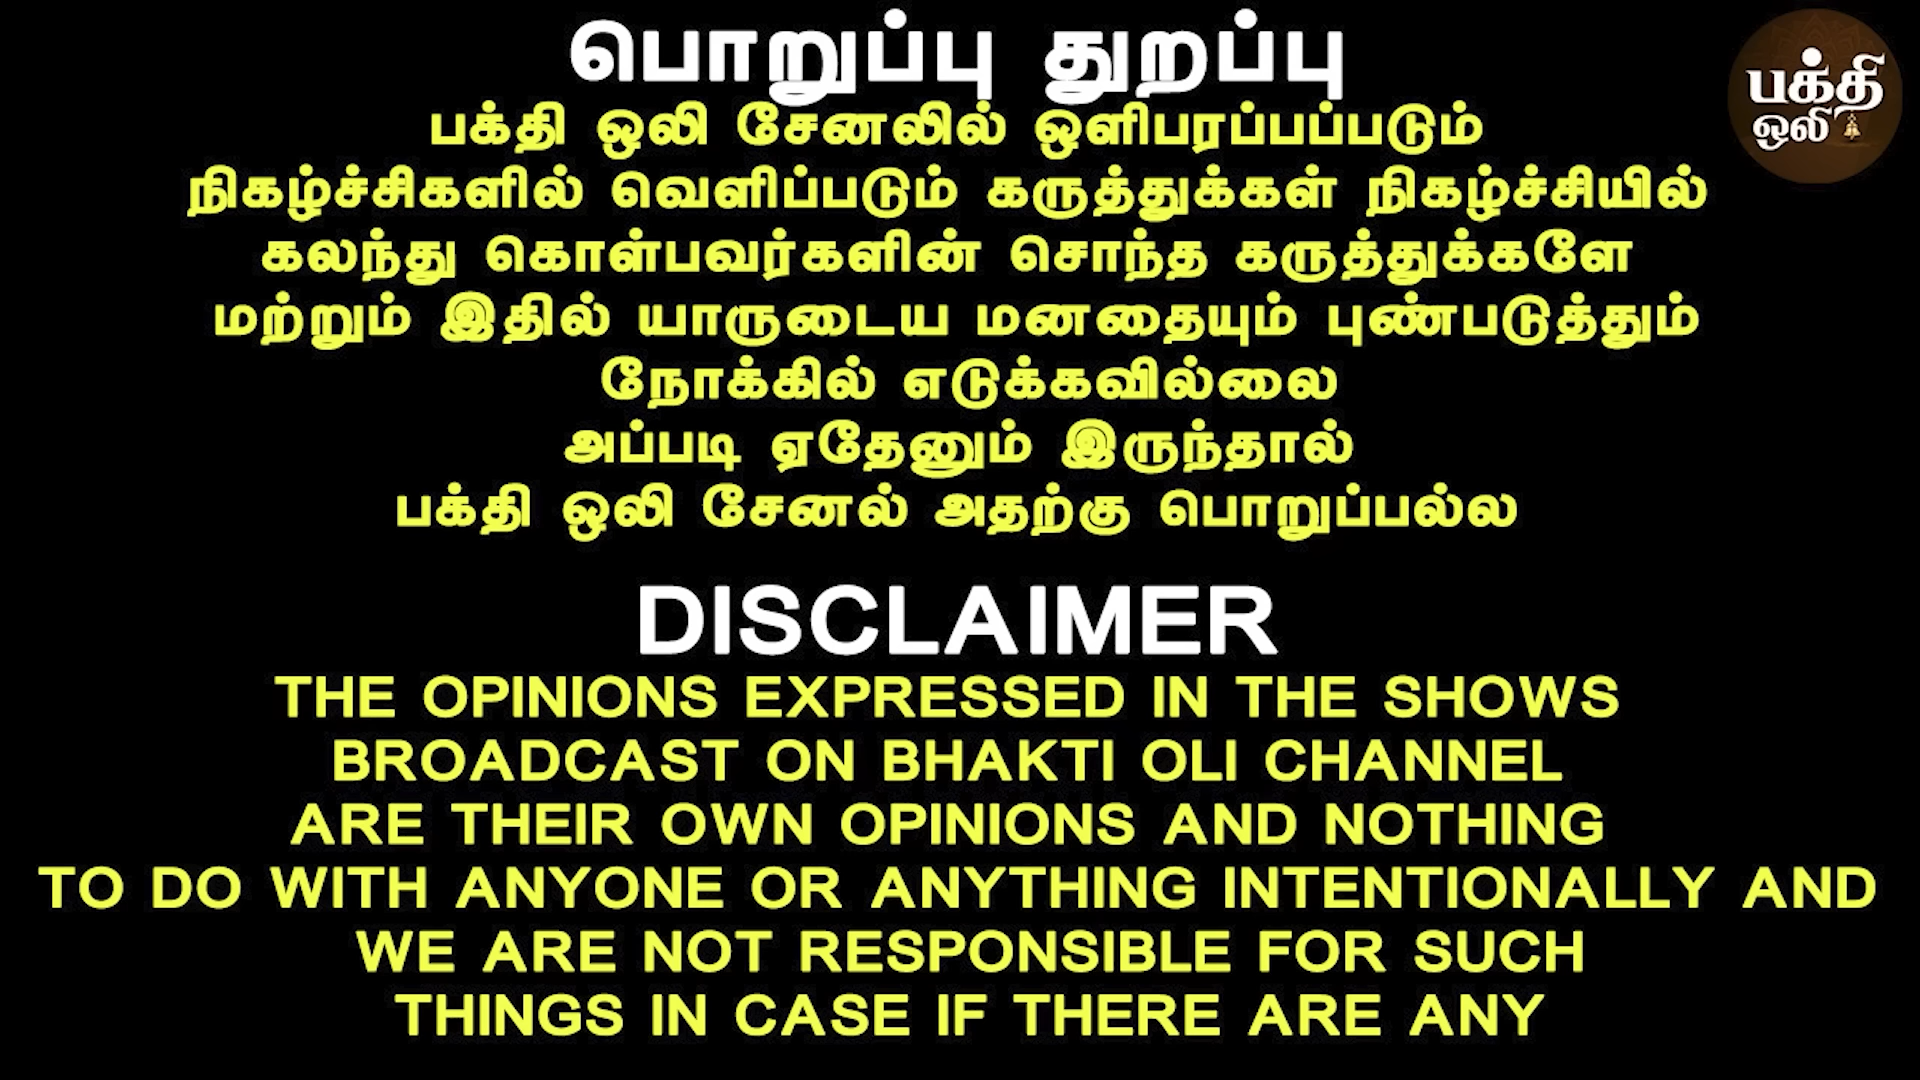 பொறுப்பு துறப்பு
பக்தி ஒலி
பக்தி ஒலி சேனலில் ஒளிபரப்பப்படும்
நிகழ்ச்சிகளில் வெளிப்படும் கருத்துக்கள் நிகழ்ச்சியில்
கலந்து கொள்பவர்களின் சொந்த கருத்துக்களே
மற்றும் இதில் யாருடைய மனதையும் புண்படுத்தும்
நோக்கில் எடுக்கவில்லை
அப்படி ஏதேனும் இருந்தால்
பக்தி ஒலி சேனல் அதற்கு பொறுப்பல்ல
DISCLAIMER
THE OPINIONS EXPRESSED IN THE SHOWS
BROADCAST ON BHAKTI OLI CHANNEL
ARE THEIR OWN OPINIONS AND NOTHING
TO DO WITH ANYONE OR ANYTHING INTENTIONALLY AND
WE ARE NOT RESPONSIBLE FOR SUCH
THINGS IN CASE IF THERE ARE ANY